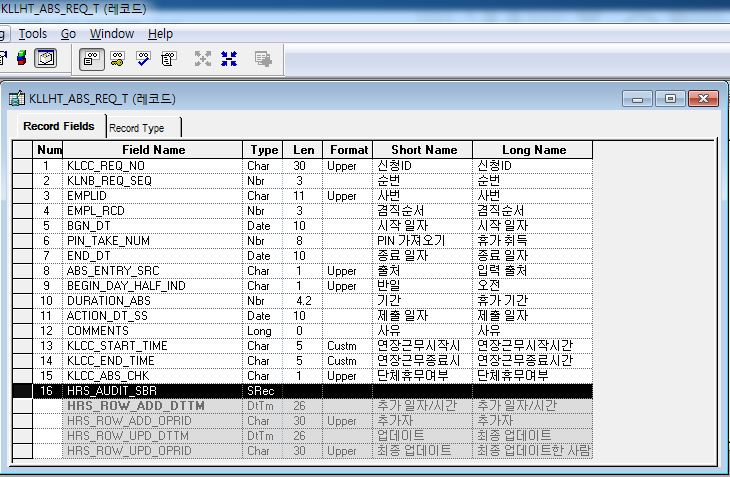 KLLHT_ABS_REQ_T (레코드)
g Tools Go Window Help
KLLHT_ABS_REQ_T (레코드)
Record Fields Record Type
Num Field Name Type Len Format Short Name Long Name
1 KLCC_REQ_NO Char 30 Upper 신청ID 신청ID
2 KLNB_REQ_SEQ Nbr 3 순번 순번
3 EMPLID Char 11 Upper 사번 사번
4 EMPL_RCD Nbr 3 겸직순서 겸직순서
5 BGN_DT Date 10 시작 일자 시작 일자
6 PIN_TAKE_NUM Nbr 8 PIN 가져오기 휴가 취득
7 END_DT Date 10 종료 일자 종료 일자
8 ABS_ENTRY_SRC Char 1 Upper 출처 입력 출처
9 BEGIN_DAY_HALF_IND Char 1 Upper 반일 오전
10 DURATION_ABS Nbr 4.2 기간 휴가 기간
11 ACTION_DT_SS Date 10 제출 일자 제출 일자
12 COMMENTS Long 0 사유 사유
13 KLCC_START_TIME Char 5 Custm 연장근무시작시 연장근무시작시간
14 KLCC_END_TIME Char 5 Custm 연장근무종료시 연장근무종료시간
15 KLCC_ABS_CHK Char 1 Upper 단체휴무여부 단체휴무여부
16 HRS_AUDIT_SBR SRec
HRS_ROW_ADD_DTTM DtTm 26 추가 일자/시간 추가 일자/시간
HRS_ROW_ADD_OPRID Char 30 Upper 추가자 추가자
HRS_ROW_UPD_DTTM DtTm 26 업데이트 최종 업데이트
HRS_ROW_UPD_OPRID Char 30 Upper 최종 업데이트 최종 업데이트한 사람